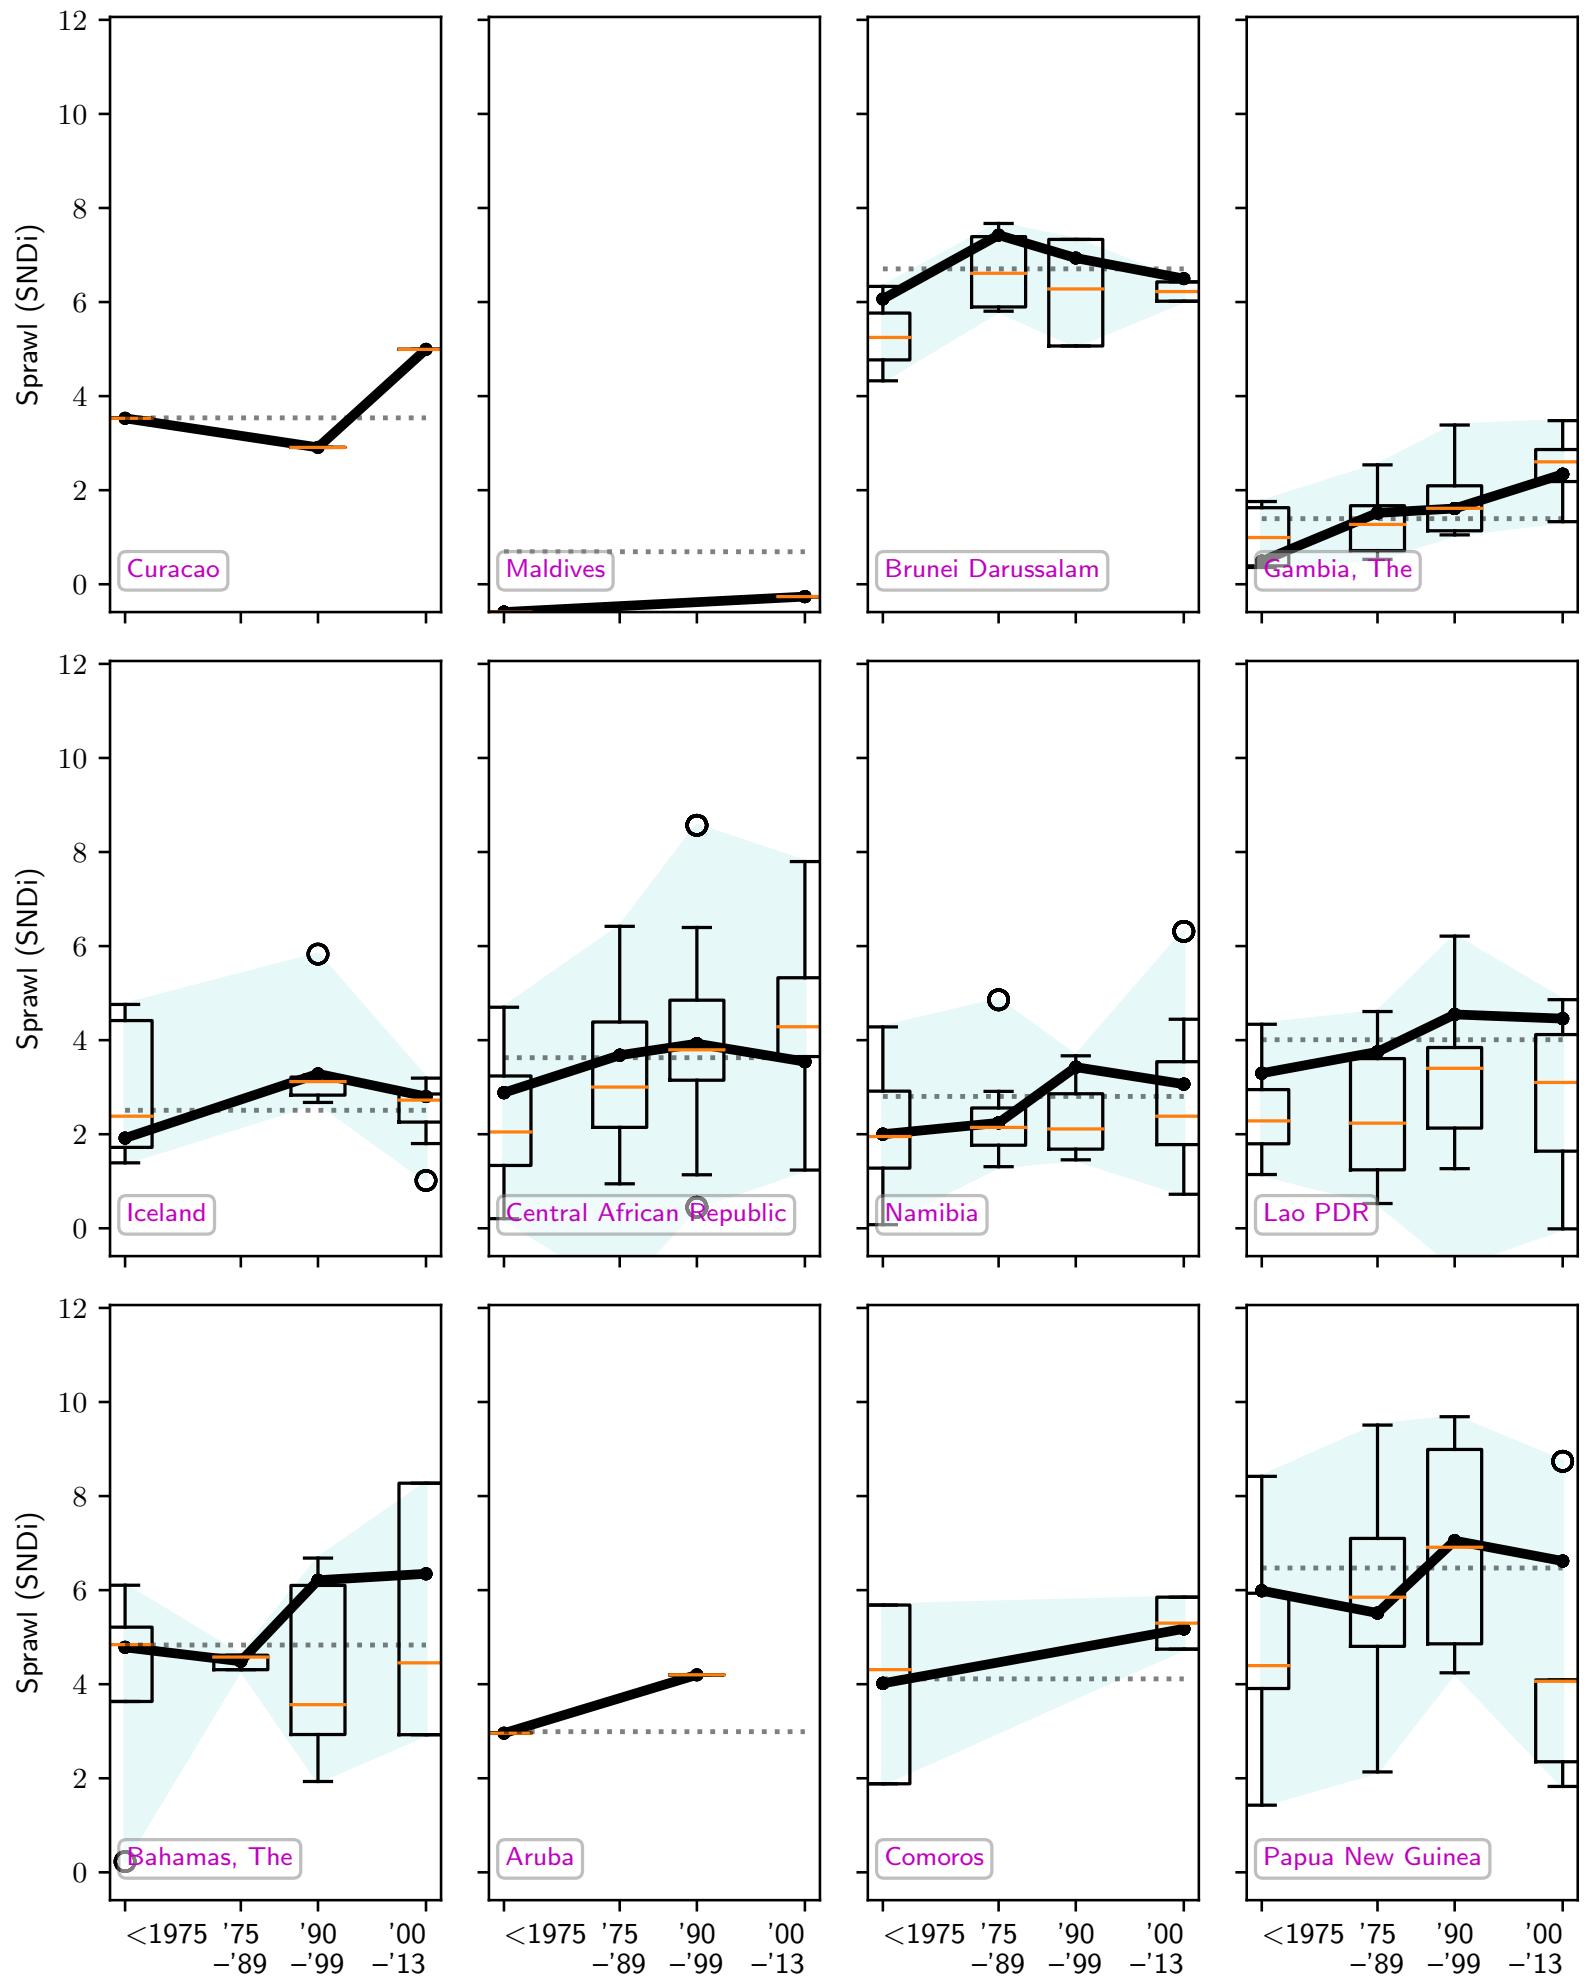 12
10
8
6
4
2
0
Sprawl (SNDi)
Curacao
Maldives
Brunei Darussalam
Gambia, The
12
10
8
6
4
2
0
Sprawl (SNDi)
Iceland
Central African Republic
Namibia
Lao PDR
12
10
8
6
4
2
0
Sprawl (SNDi)
Bahamas, The
Aruba
Comoros
Papua New Guinea
<1975 '75 '90 '00
–'89 –'99 –'13
<1975 '75 '90 '00
–'89 –'99 –'13
<1975 '75 '90 '00
–'89 –'99 –'13
<1975 '75 '90 '00
–'89 –'99 –'13